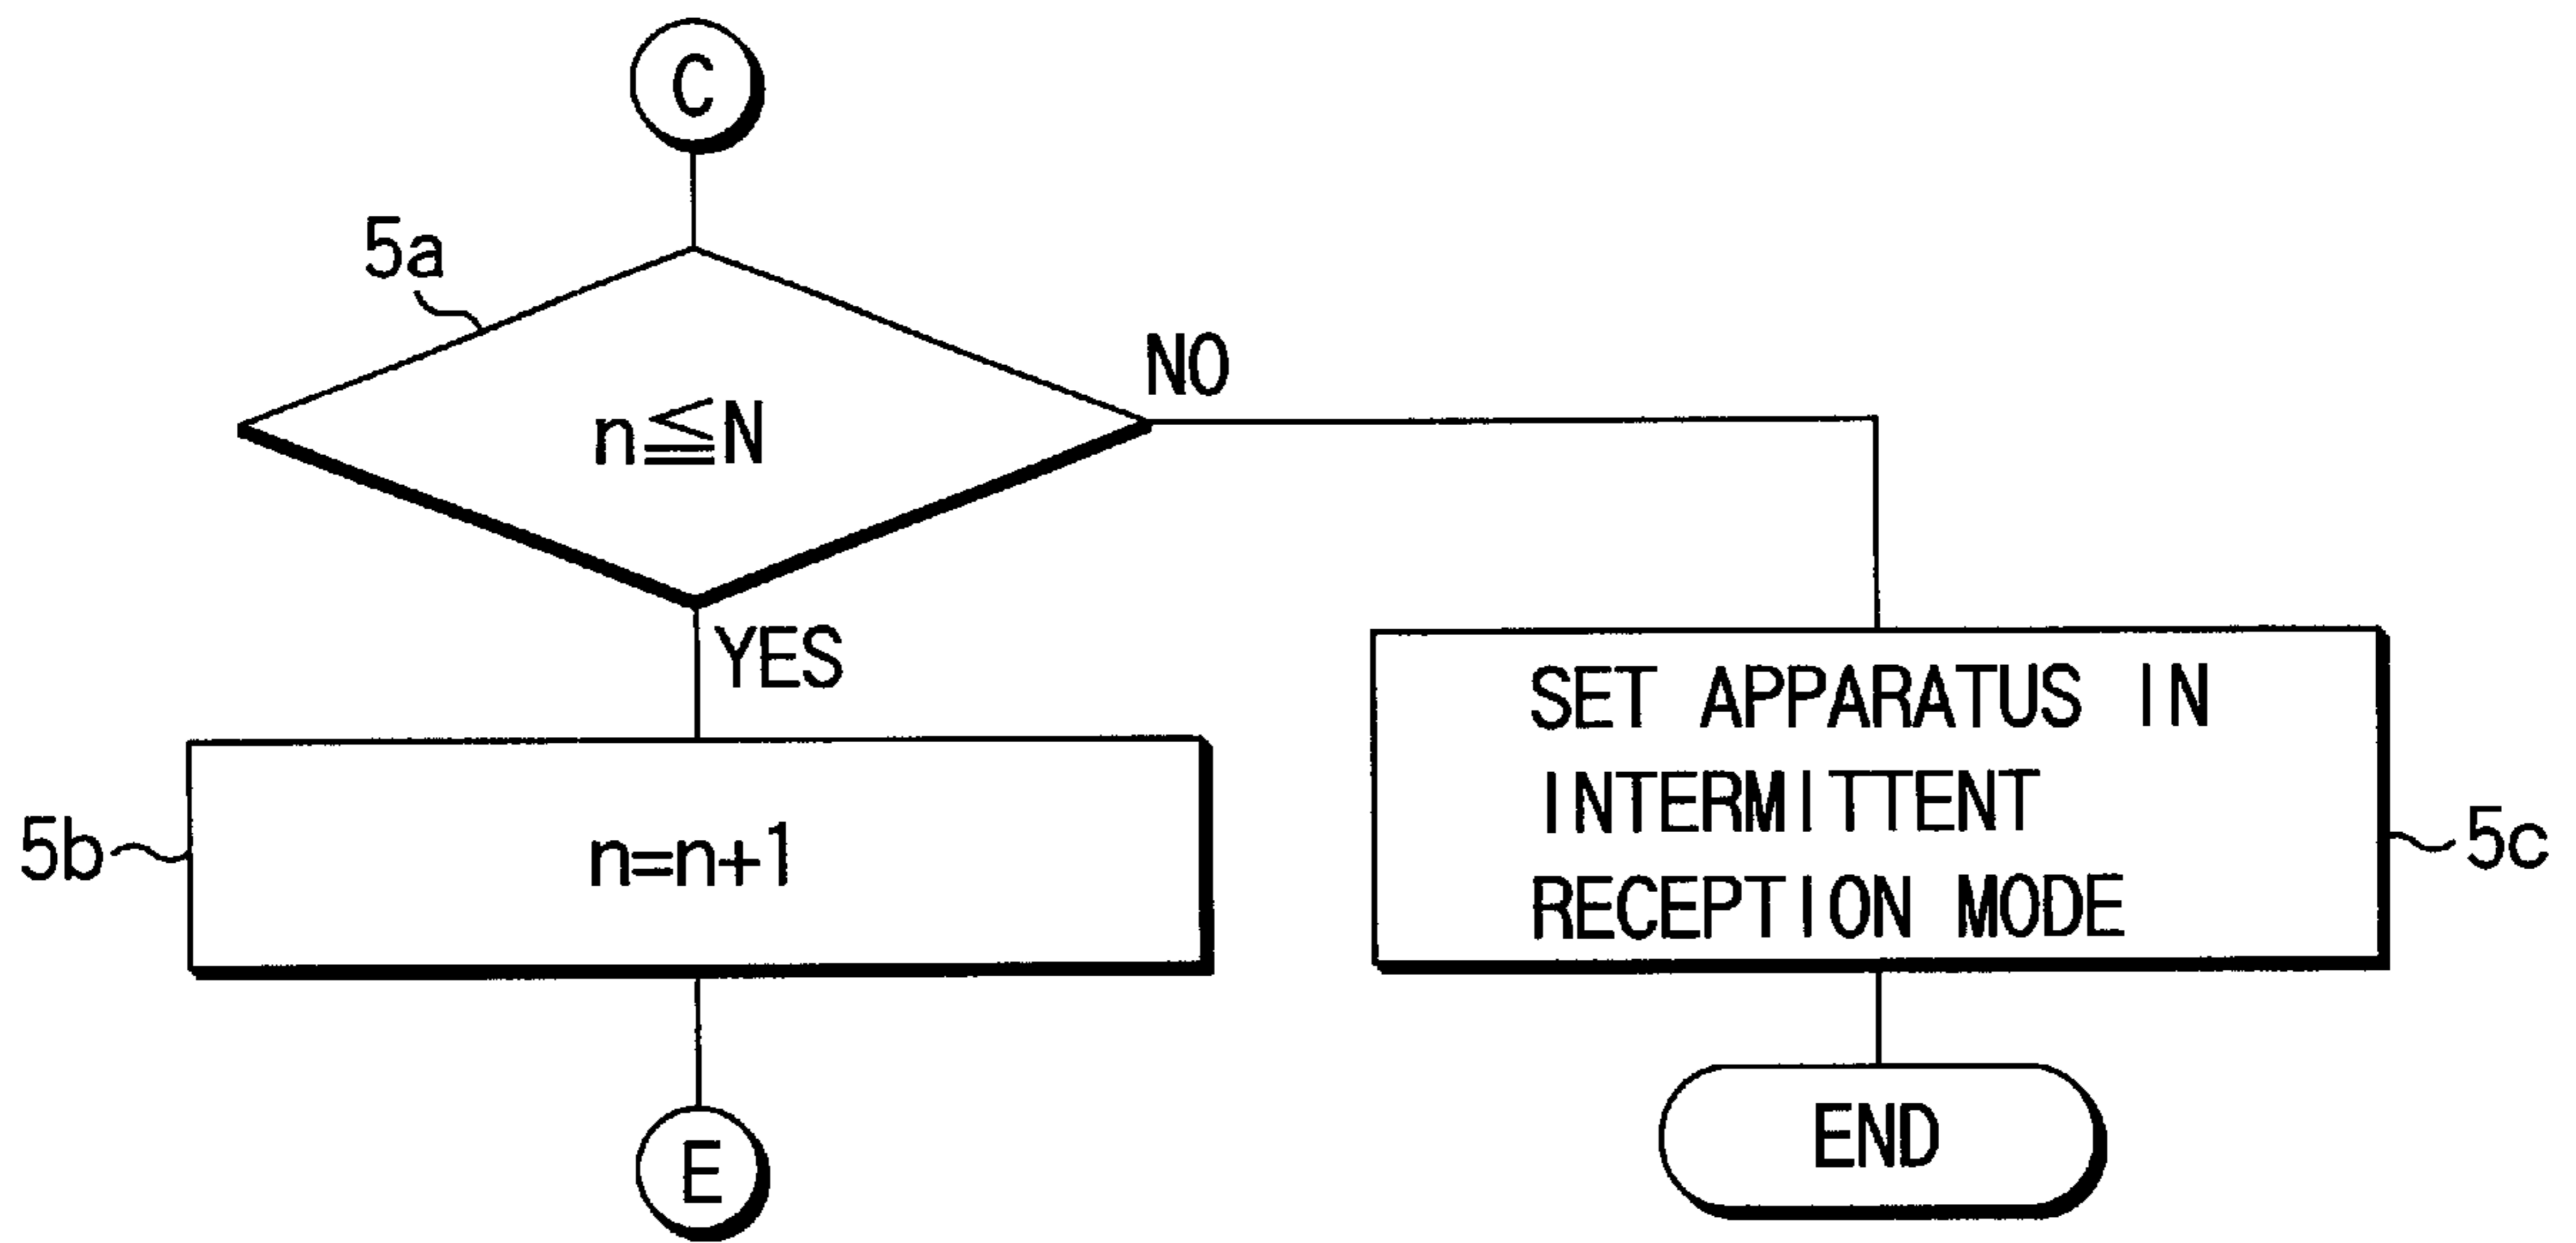 C
5a
NO
n≦N
YES
5b
n=n+1
SET APPARATUS IN
INTERMITTENT
RECEPTION MODE
5c
E
END